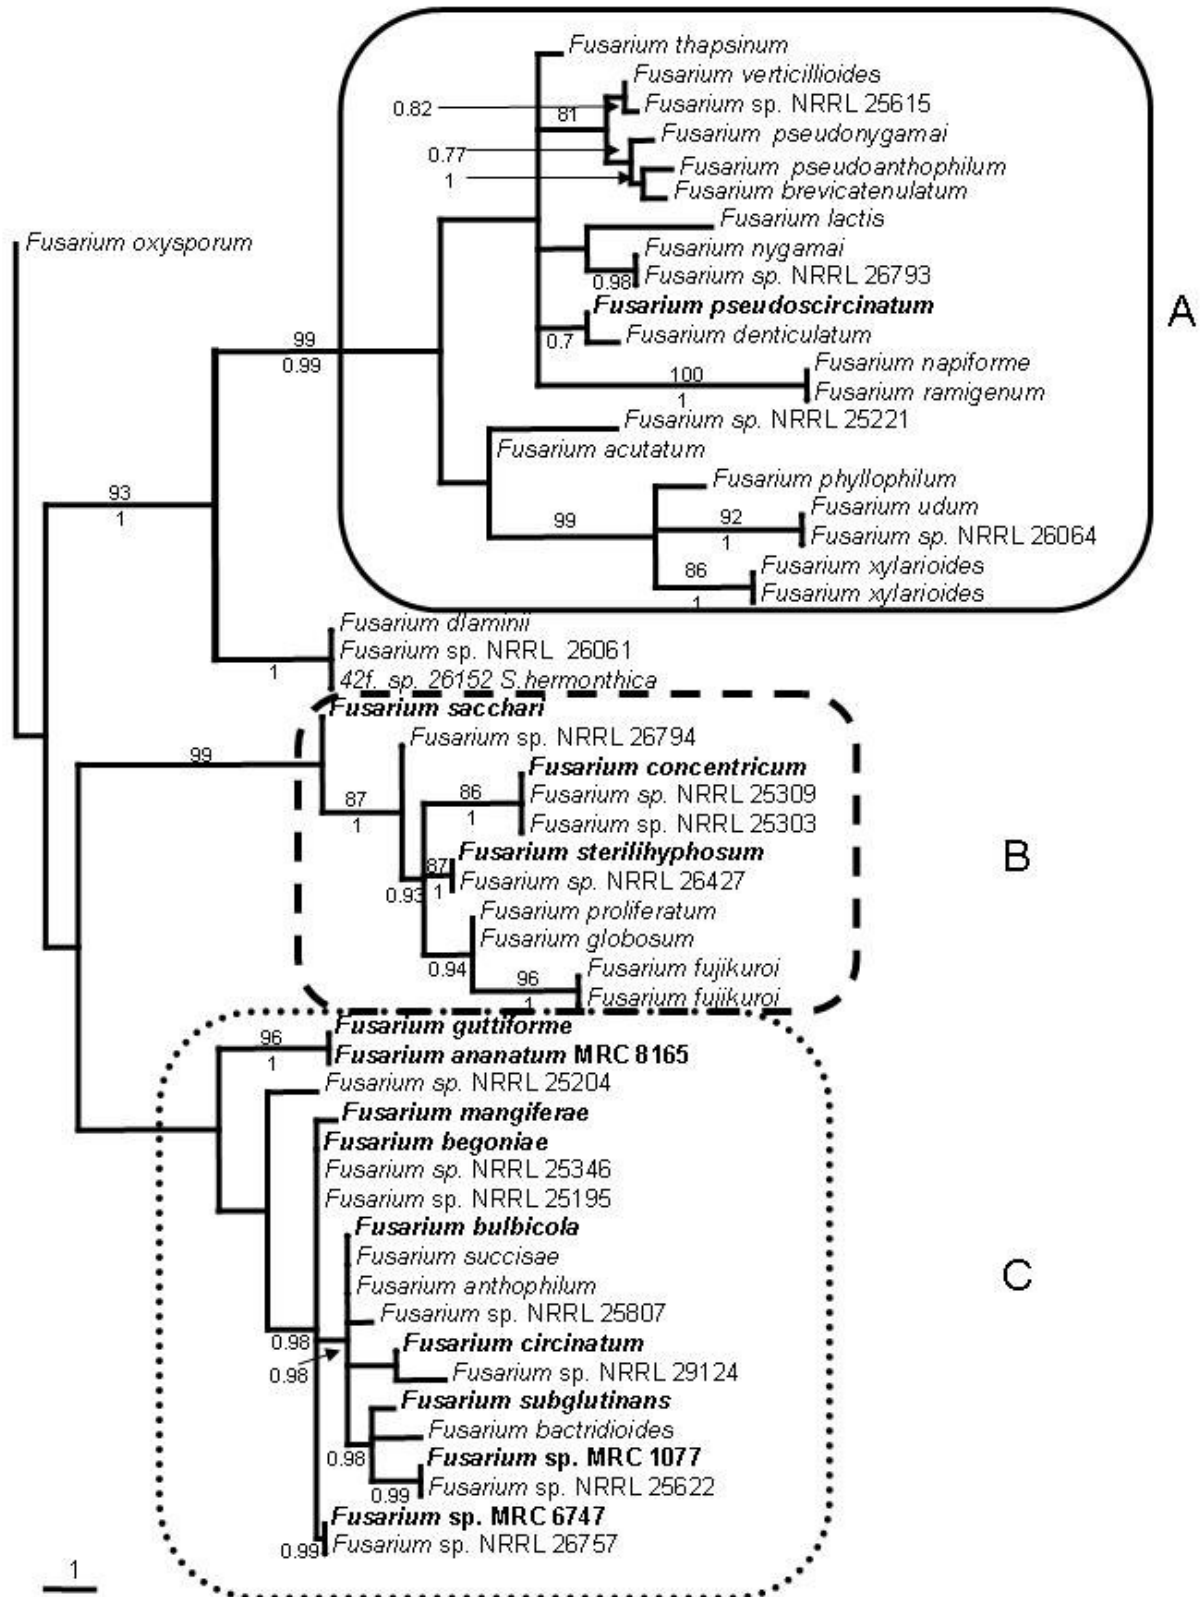 Fusarium thapsinum
Fusarium verticillioides
0.82
81
Fusarium sp. NRRL 25615
Fusarium pseudonygamai
0.77
Fusarium pseudoanthophilum
1
Fusarium brevicatenulatum
Fusarium lactis
Fusarium oxysporum
Fusarium nygamai
0.98
Fusarium sp. NRRL 26793
Fusarium pseudoscircinatum
A
0.7
Fusarium denticulatum
99
0.99
Fusarium napiforme
100
1
Fusarium ramigenum
Fusarium sp. NRRL 25221
Fusarium acutatum
Fusarium phyllophilum
93
1
Fusarium udum
99
92
1
Fusarium sp. NRRL 26064
Fusarium xylarioides
86
1
Fusarium xylarioides
Fusarium dlaminii
Fusarium sp. NRRL 26061
1
42f. sp. 26152 S.hermonthica
Fusarium sacchari
Fusarium sp. NRRL 26794
99
Fusarium concentricum
87
1
86
1
Fusarium sp. NRRL 25309
Fusarium sp. NRRL 25303
Fusarium sterilihyphosum
B
87
1
0.93
Fusarium sp. NRRL 26427
Fusarium proliferatum
Fusarium globosum
0.94
Fusarium fujikuroi
96
1
Fusarium fujikuroi
Fusarium guttiforme
96
1
Fusarium ananatum MRC 8165
Fusarium sp. NRRL 25204
Fusarium mangiferae
Fusarium begoniae
Fusarium sp. NRRL 25346
Fusarium sp. NRRL 25195
Fusarium bulbicola
Fusarium succisae
C
Fusarium anthophilum
Fusarium sp. NRRL 25807
0.98
Fusarium circinatum
0.98
Fusarium sp. NRRL 29124
Fusarium subglutinans
Fusarium bactridioides
0.98
Fusarium sp. MRC 1077
0.99
Fusarium sp. NRRL 25622
Fusarium sp. MRC 6747
0.99
Fusarium sp. NRRL 26757
1